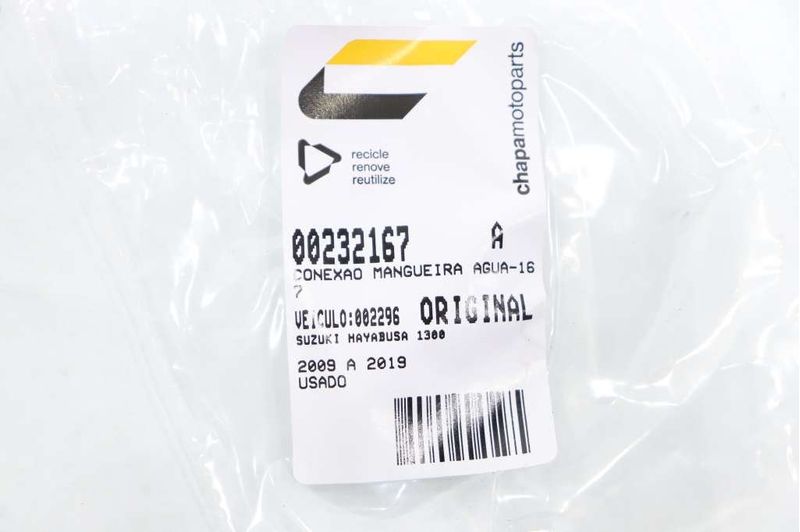 chapamotoparts
recicle
renove
reutilize
00232167 A
CONEXAO MANGUEIRA AGUA-16
7
VEICULO:002296 ORIGINAL
SUZUKI HAYABUSA 1300
2009 A 2019
USADO